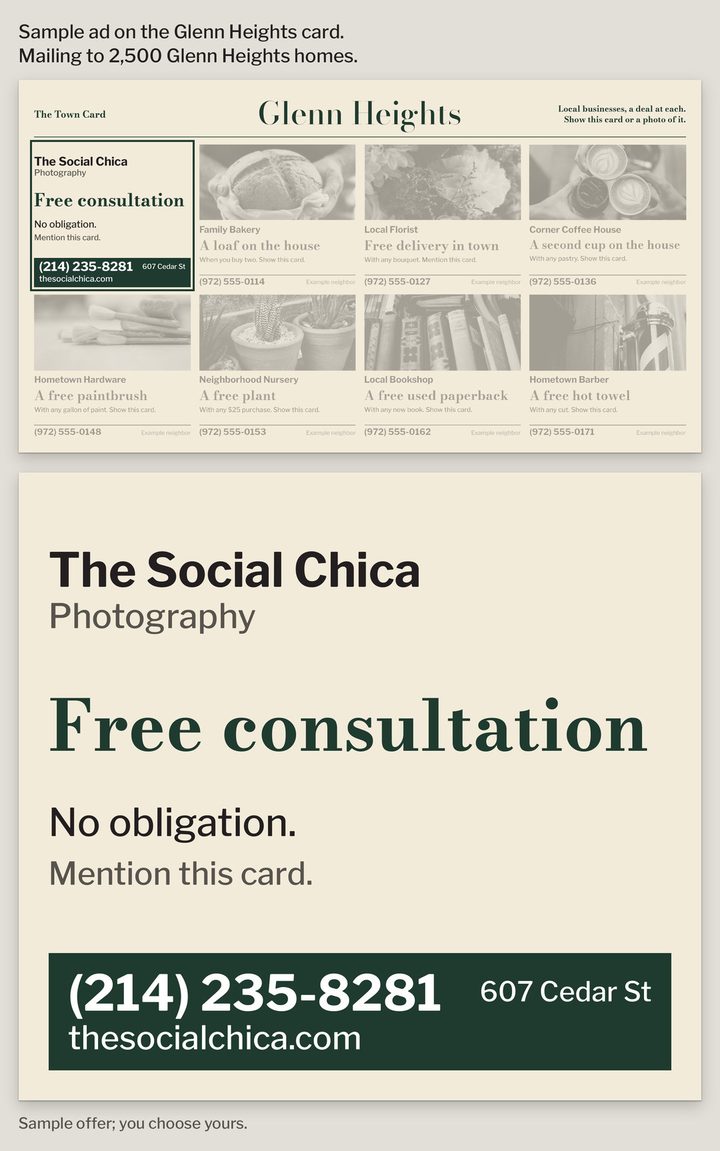 Sample ad on the Glenn Heights card.
Mailing to 2,500 Glenn Heights homes.
The Town Card
Glenn Heights
Local businesses, a deal at each.
Show this card or a photo of it.
The Social Chica
Photography
Free consultation
No obligation.
Mention this card.
(214) 235-8281 607 Cedar St
thesocialchica.com
Family Bakery
A loaf on the house
When you buy two. Show this card.
(972) 555-0114 Example neighbor
Local Florist
Free delivery in town
With any bouquet. Mention this card.
(972) 555-0127 Example neighbor
Corner Coffee House
A second cup on the house
With any pastry. Show this card.
(972) 555-0136 Example neighbor
Hometown Hardware
A free paintbrush
With any gallon of paint. Show this card.
(972) 555-0148 Example neighbor
Neighborhood Nursery
A free plant
With any $25 purchase. Show this card.
(972) 555-0153 Example neighbor
Local Bookshop
A free used paperback
With any new book. Show this card.
(972) 555-0162 Example neighbor
Hometown Barber
A free hot towel
With any cut. Show this card.
(972) 555-0171 Example neighbor
The Social Chica
Photography
Free consultation
No obligation.
Mention this card.
(214) 235-8281 607 Cedar St
thesocialchica.com
Sample offer; you choose yours.